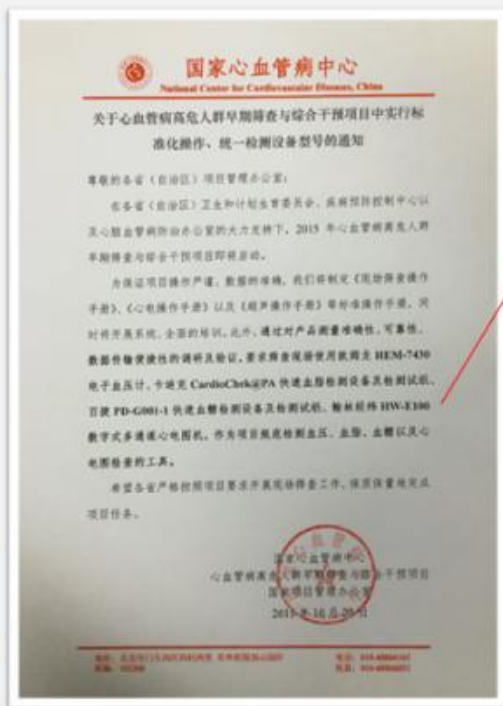 国家心血管病中心
National Center for Cardiovascular Diseases, China
关于心血管病高危人群早期筛查与综合干预项目中实行标
准化操作、统一检测设备型号的通知
尊敬的各省（自治区）项目管理办公室：
在各省（自治区）卫生和计划生育委员会、疾病预防控制中心以
及心脑血管病防治办公室的大力支持下，2015 年心血管病高危人群
早期筛查与综合干预项目即将启动。
为保证项目操作严谨、数据的准确，我们将制定《现场筛查操作
手册》、《心电操作手册》以及《超声操作手册》等标准操作手册，同
时将开展系统、全面的培训。此外，通过对产品测量准确性、可靠性、
数据传输便捷性的调研及验证，要求筛查现场使用欧姆龙 HEM-7430
电子血压计、卡迪克 CardioChek@PA 快速血脂检测设备及检测试纸、
百捷 PD-G001-1 快速血糖检测设备及检测试纸、翰林经纬 HW-E100
数字式多通道心电图机，作为项目规范检测血压、血脂、血糖以及心
电图检查的工具。
希望各省严格按照项目要求开展现场筛查工作，保质保量地完成
项目任务。
国家心血管病中心
心血管病高危人群早期筛查与综合干预项目
国家项目管理办公室
2015 年 10 月 20 日